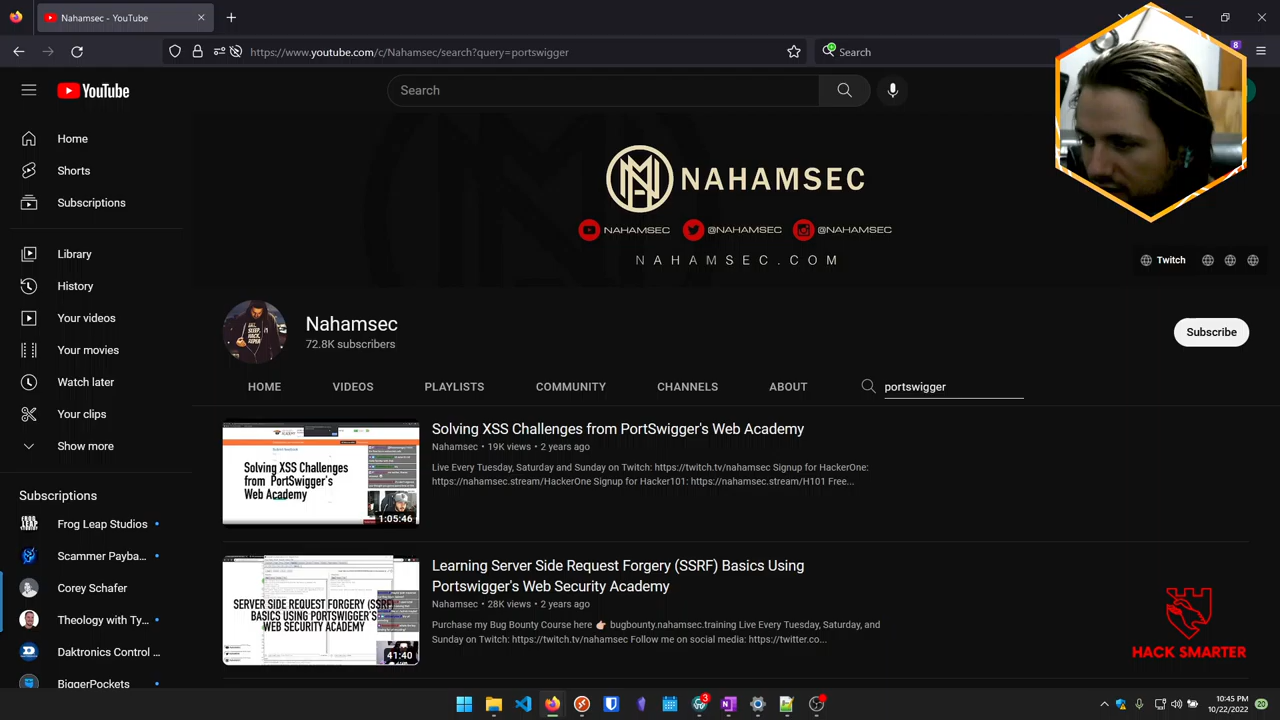 Nahamsec - YouTube
https://www.youtube.com/c/Nahamsec/search?query=portswigger
Search
8
YouTube
Search
Home
Shorts
Subscriptions
Library
History
Your videos
Your movies
Watch later
Your clips
Show more
Subscriptions
Frog Leap Studios
Scammer Payba...
Corey Schafer
Theology with Ty...
Daktronics Control ...
BiggerPockets
NAHAMSEC
NAHAMSEC
@NAHAMSEC
@NAHAMSEC
NAHAMSEC.COM
Twitch
Nahamsec
72.8K subscribers
Subscribe
HOME
VIDEOS
PLAYLISTS
COMMUNITY
CHANNELS
ABOUT
portswigger
Solving XSS Challenges
from PortSwigger's
Web Academy
1:05:46
Solving XSS Challenges from PortSwigger's Web Academy
Nahamsec • 19K views • 2 years ago
Live Every Tuesday, Saturday and Sunday on Twitch: https://twitch.tv/nahamsec Signup for Hacker One:
https://nahamsec.stream/HackerOne Signup for Hacker101: https://nahamsec.stream/H101 Free...
SERVER SIDE REQUEST FORGERY (SSRF)
BASICS USING PORTSWIGGER'S
WEB SECURITY ACADEMY
47:40
Learning Server Side Request Forgery (SSRF) Basics Using
Portswigger's Web Security Academy
Nahamsec • 28K views • 2 years ago
Purchase my Bug Bounty Course here bugbounty.nahamsec.training Live Every Tuesday, Saturday, and
Sunday on Twitch: https://twitch.tv/nahamsec Follow me on social media: https://twitter.co...
HACK SMARTER
3
10:45 PM
10/22/2022
20